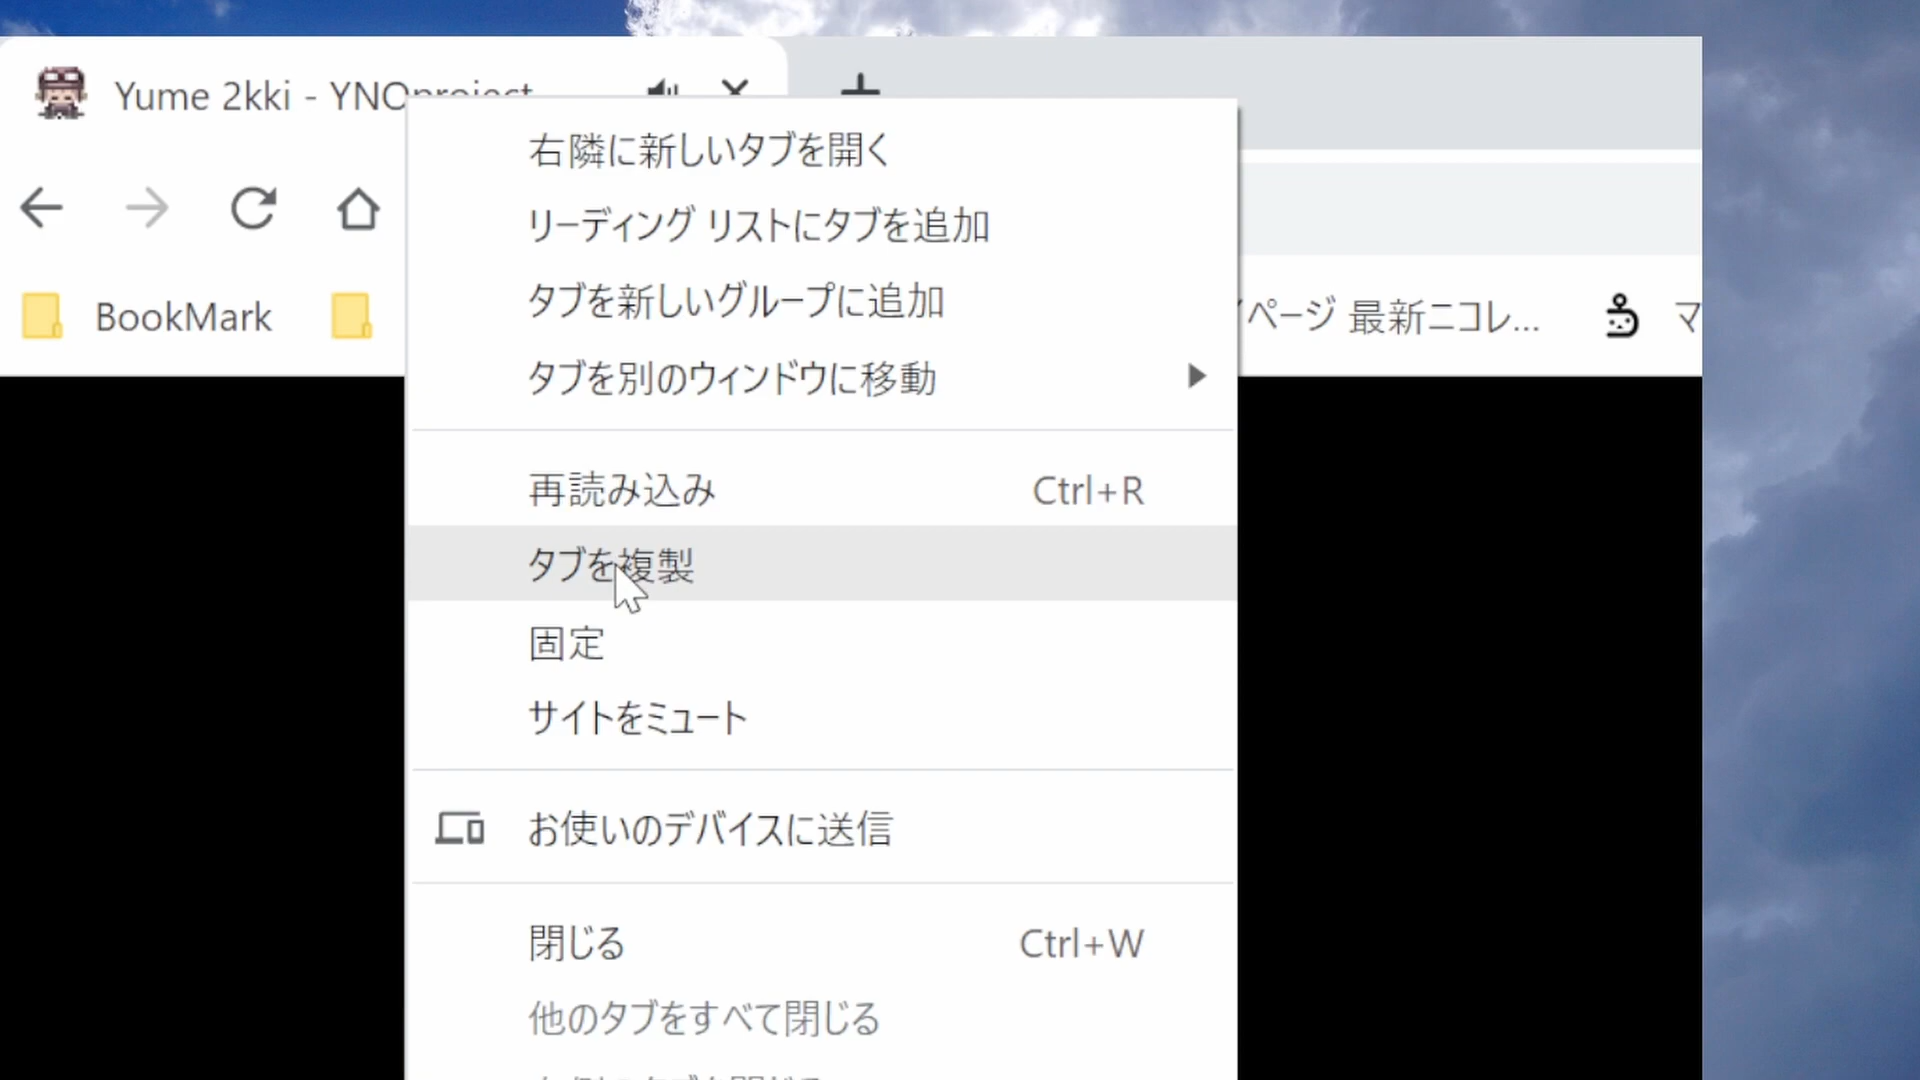 Yume 2kki - YNOproject
右隣に新しいタブを開く
リーディング リストにタブを追加
タブを新しいグループに追加
タブを別のウィンドウに移動
BookMark
ページ 最新ニコレ...
マ
再読み込み Ctrl+R
タブを複製
固定
サイトをミュート
お使いのデバイスに送信
閉じる Ctrl+W
他のタブをすべて閉じる